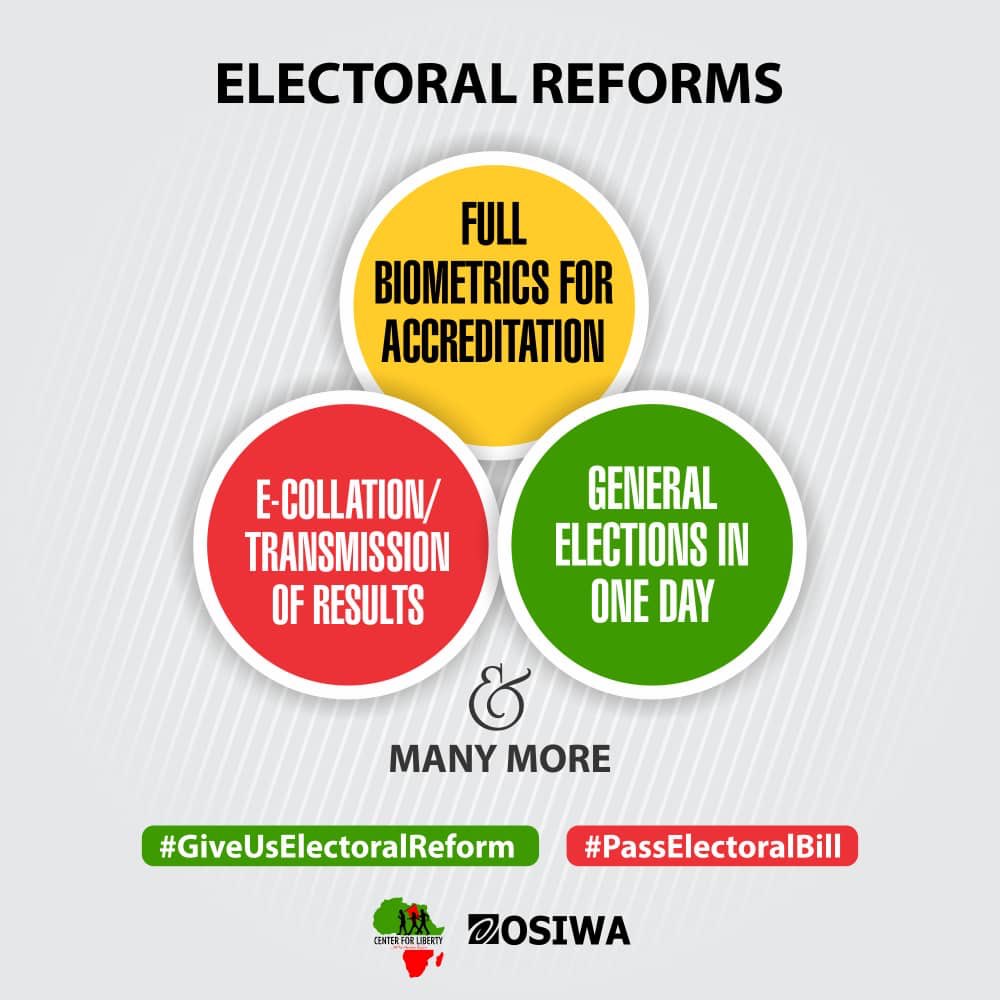 ELECTORAL REFORMS
FULL
BIOMETRICS FOR
ACCREDITATION
E-COLLATION/
TRANSMISSION
OF RESULTS
GENERAL
ELECTIONS IN
ONE DAY
&
MANY MORE
#GiveUsElectoralReform
#PassElectoralBill
CENTER FOR LIBERTY
OSIWA